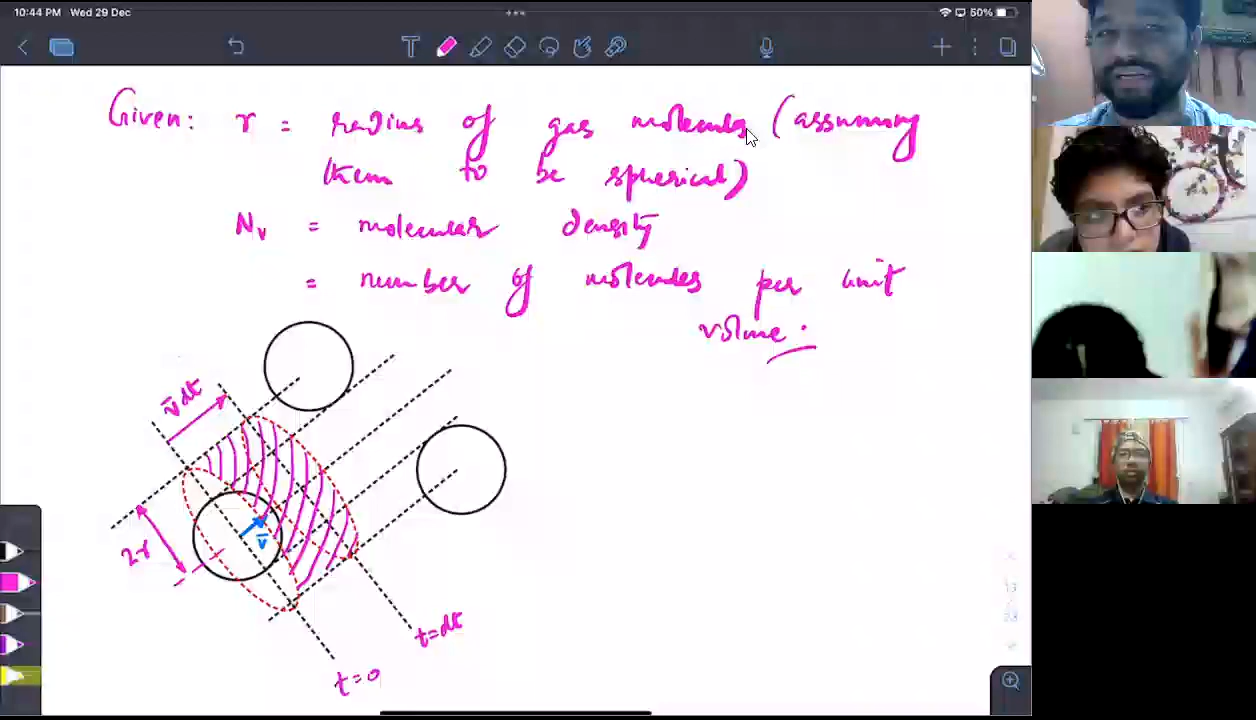 10:44 PM Wed 29 Dec
50%
Given: r = radius of gas molecules (assuming
them to be spherical)
Nv = molecular density
= number of molecules per unit
volume.
v̄dt
2r
v̄
t=dt
t=0